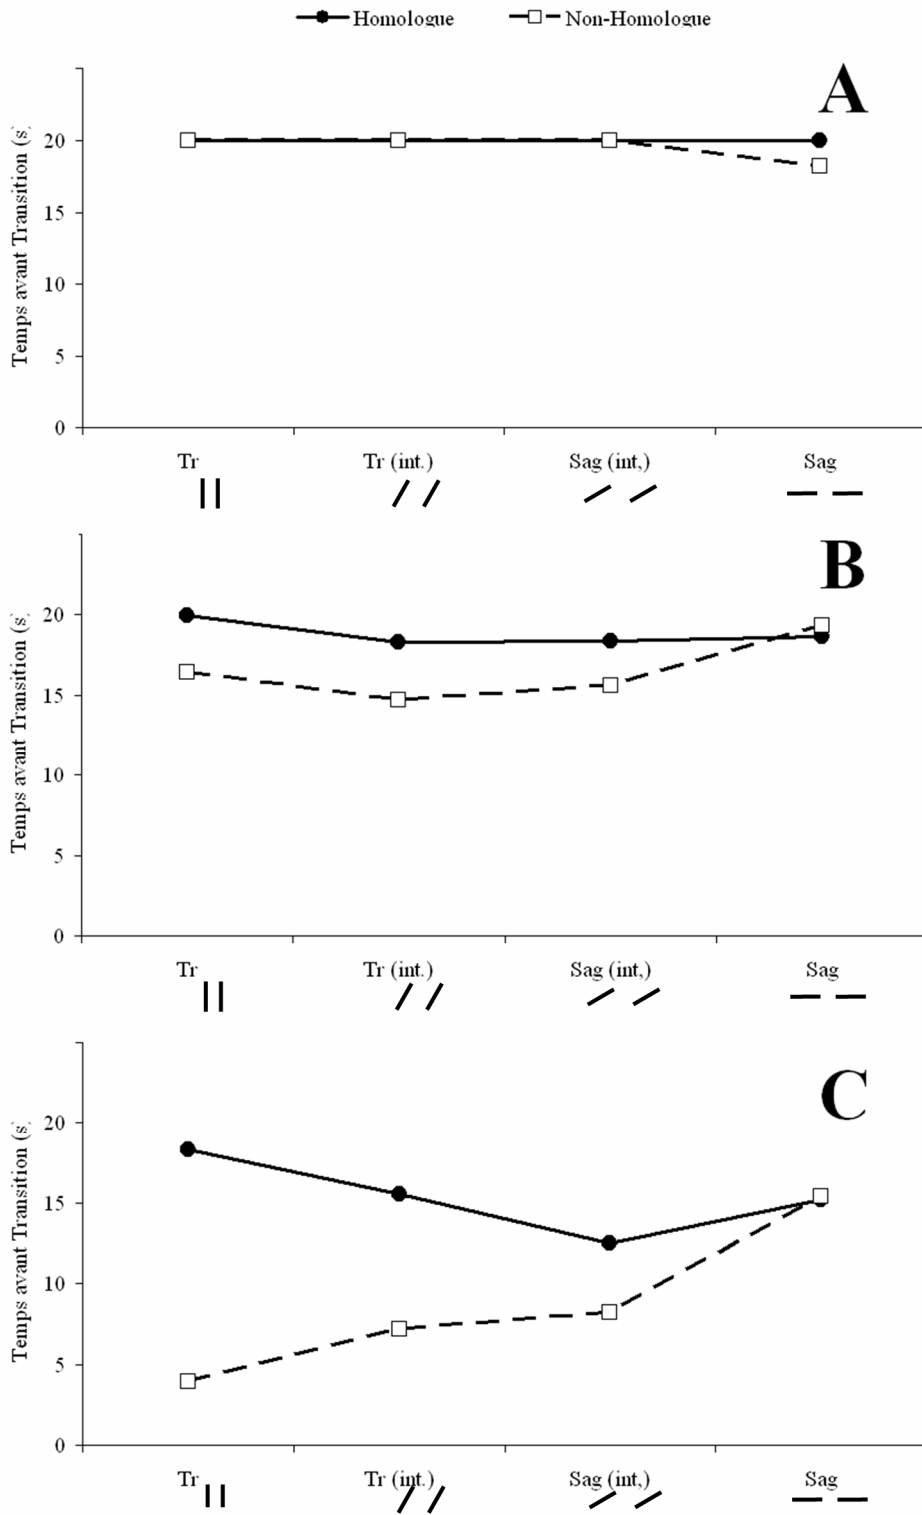 Homologue Non-Homologue
A
Temps avant Transition (s)
20
15
10
5
0
Tr Tr (int.) Sag (int,) Sag
B
Temps avant Transition (s)
20
15
10
5
0
Tr Tr (int.) Sag (int,) Sag
C
Temps avant Transition (s)
20
15
10
5
0
Tr Tr (int.) Sag (int,) Sag